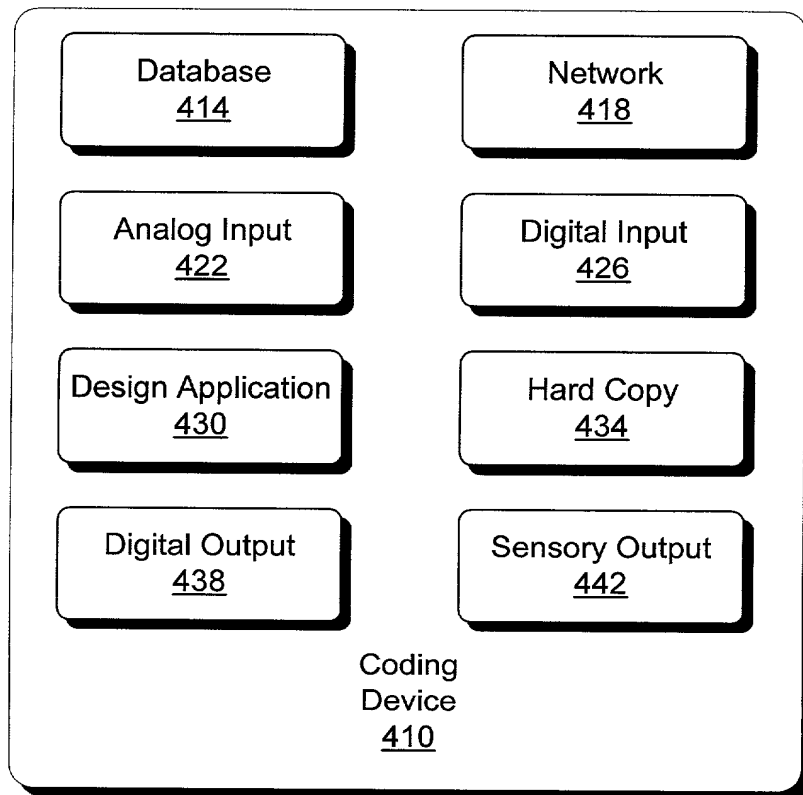 Database
414
Network
418
Analog Input
422
Digital Input
426
Design Application
430
Hard Copy
434
Digital Output
438
Sensory Output
442
Coding
Device
410